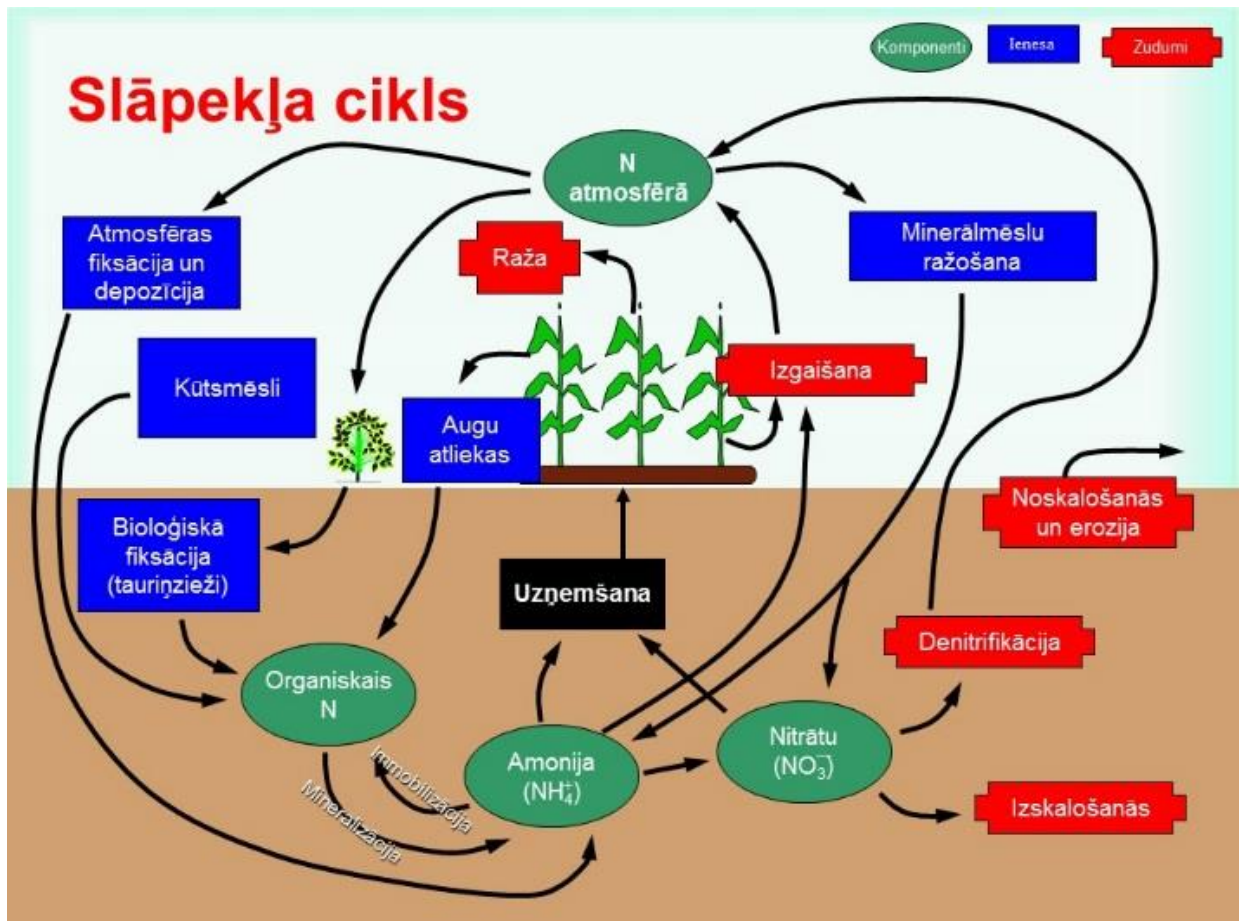 Komponenti
Ienesa
Zudumi
Slāpekļa cikls
N
atmosfērā
Atmosfēras
fiksācija un
depozīcija
Raža
Minerālmēslu
ražošana
Kūtsmēsli
Izgaišana
Augu
atliekas
Noskalošanās
un erozija
Bioloģiskā
fiksācija
(tauriņzieži)
Uzņemšana
Denitrifikācija
Organiskais
N
Amonija
(NH₄⁺)
Nitrātu
(NO₃⁻)
Immobilizācija
Mineralizācija
Izskalošanās